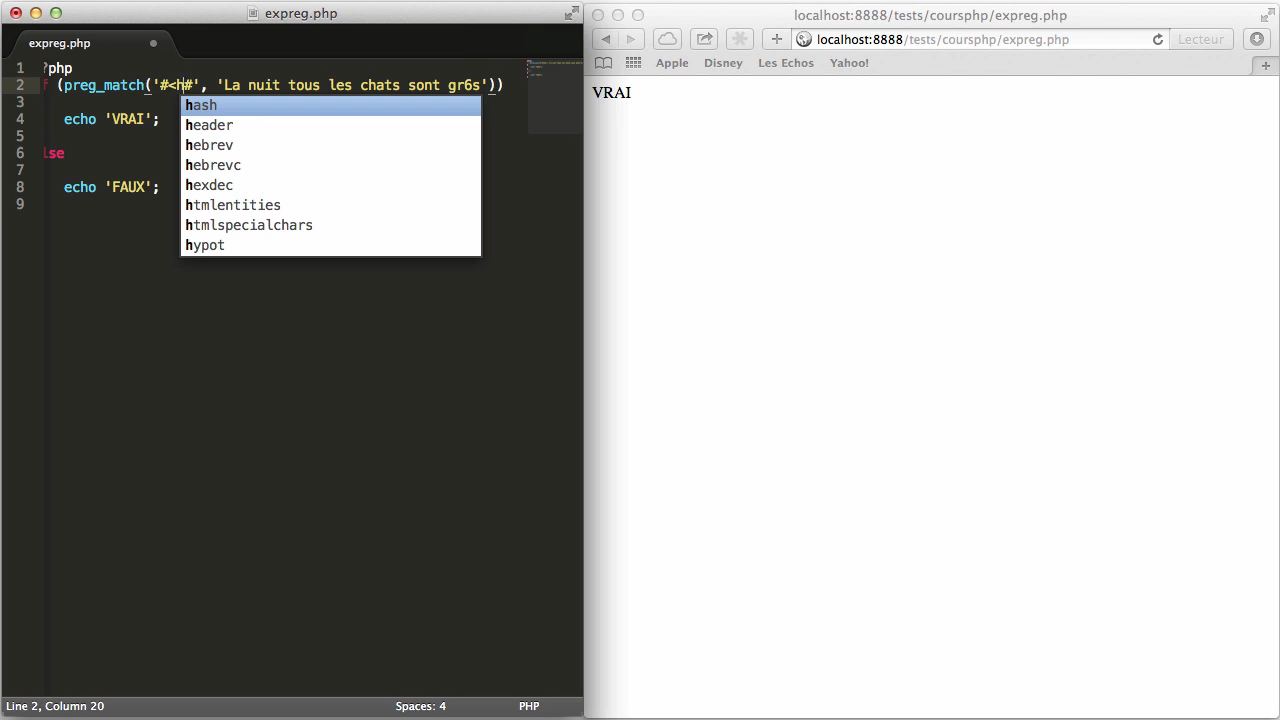 expreg.php
expreg.php
1 ?php
2 f (preg_match('#<h#', 'La nuit tous les chats sont gr6s'))
3
4 echo 'VRAI';
5
6 lse
7
8 echo 'FAUX';
9
hash
header
hebrev
hebrevc
hexdec
htmlentities
htmlspecialchars
hypot
Line 2, Column 20
Spaces: 4
PHP
localhost:8888/tests/coursphp/expreg.php
localhost:8888/tests/coursphp/expreg.php
Lecteur
Apple Disney Les Echos Yahoo!
VRAI